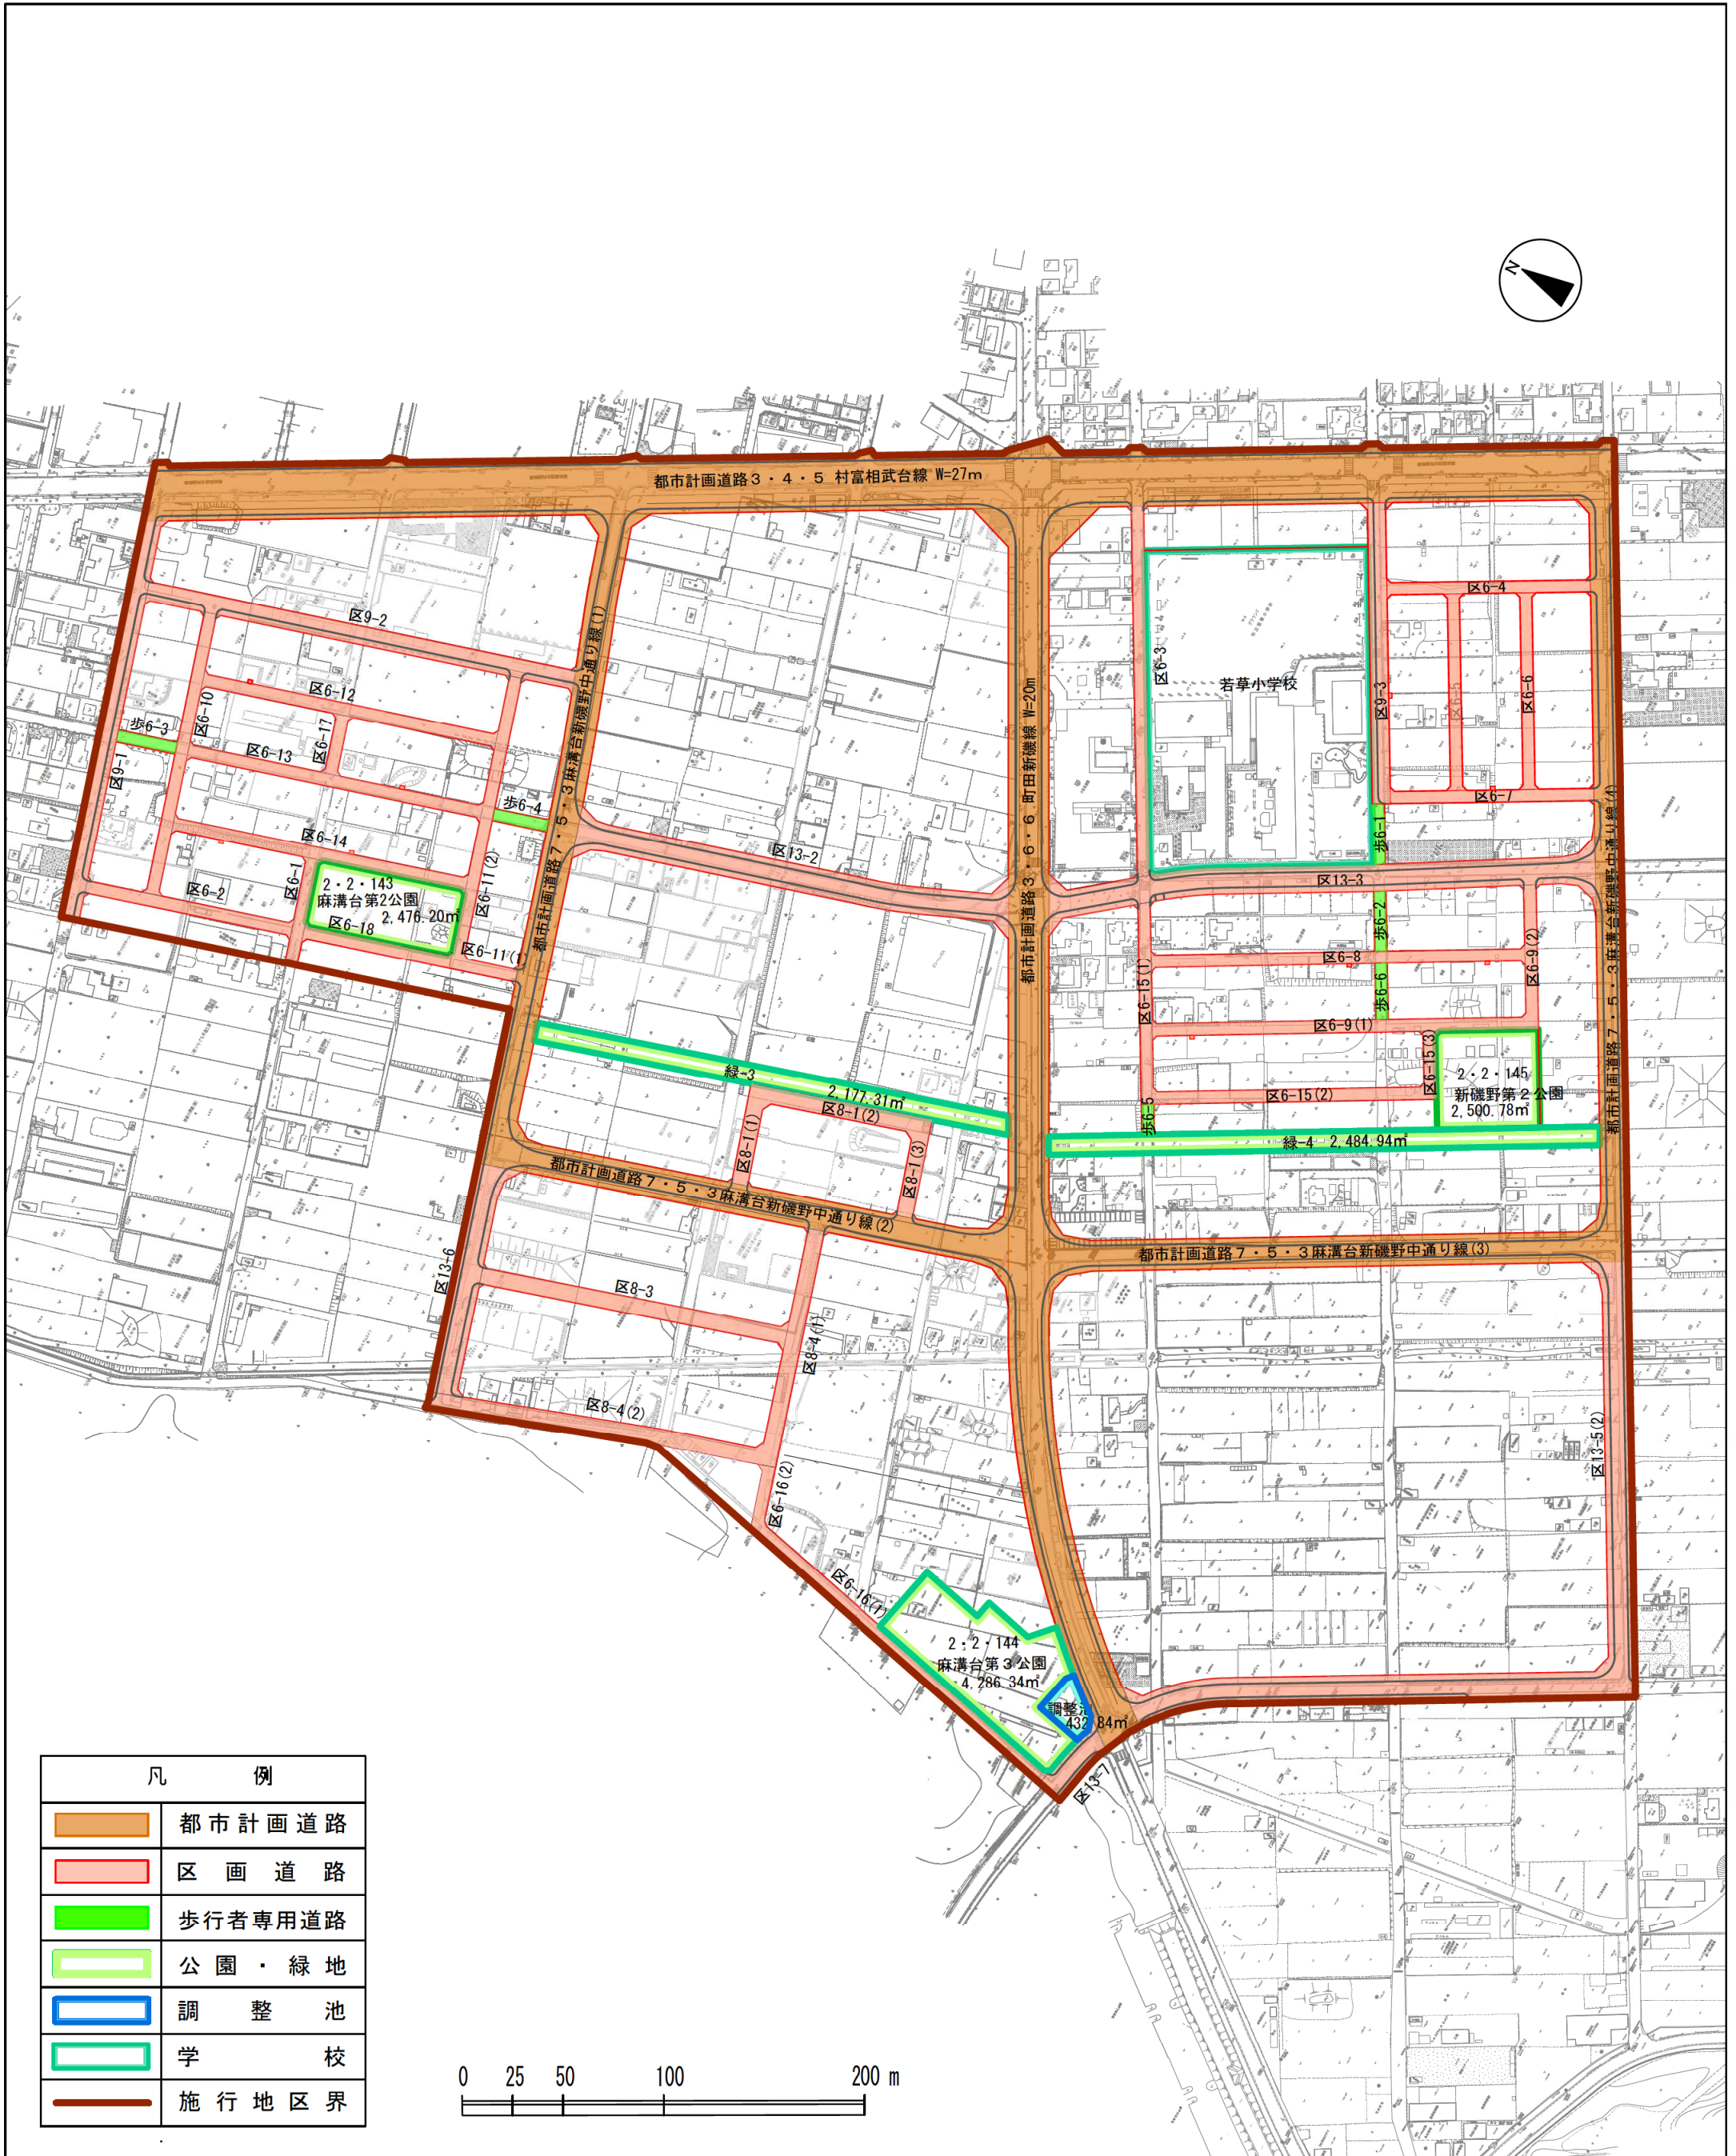 N
都市計画道路3・4・5 村富相武台線 W=27m
都市計画道路7・5・3麻溝台新磯野中通り線(1)
都市計画道路3・6・6 町田新磯線 W=20m
都市計画道路7・5・3麻溝台新磯野中通り線(4)
区9-2
区6-12
区6-10
区6-17
歩6-3
区6-13
区9-1
歩6-4
区6-14
区6-2
区6-1
2・2・143
麻溝台第2公園
2,476.20㎡
区6-18
区6-11(2)
区6-11(1)
区13-2
区6-3
若草小学校
区9-3
区6-4
区6-5
区6-6
区6-7
歩6-1
区13-3
歩6-2
区6-8
区6-9(2)
区6-15(1)
歩6-6
区6-9(1)
区6-15(3)
2・2・145
新磯野第2公園
2,500.78㎡
区6-15(2)
歩6-5
緑-3
2,177.31㎡
緑-4 2,484.94㎡
区8-1(2)
区8-1(1)
区8-1(3)
都市計画道路7・5・3麻溝台新磯野中通り線(2)
都市計画道路7・5・3麻溝台新磯野中通り線(3)
区13-6
区8-3
区8-4(1)
区8-4(2)
区6-16(2)
区13-5(2)
区6-16(1)
2・2・144
麻溝台第3公園
4,286.34㎡
調整池
432.84㎡
区13-7
凡例
都市計画道路
区画道路
歩行者専用道路
公園・緑地
調整池
学校
施行地区界
0 25 50 100 200 m